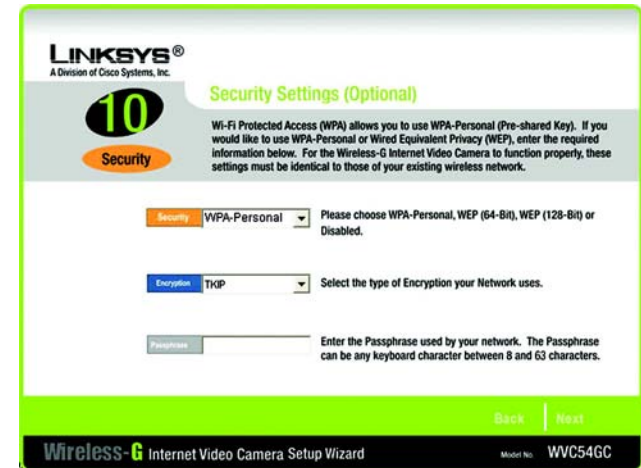 LINKSYS®
A Division of Cisco Systems, Inc.
10
Security
Security Settings (Optional)
Wi-Fi Protected Access (WPA) allows you to use WPA-Personal (Pre-shared Key). If you
would like to use WPA-Personal or Wired Equivalent Privacy (WEP), enter the required
information below. For the Wireless-G Internet Video Camera to function properly, these
settings must be identical to those of your existing wireless network.
Security
WPA-Personal
Please choose WPA-Personal, WEP (64-Bit), WEP (128-Bit) or
Disabled.
Encryption
TKIP
Select the type of Encryption your Network uses.
Passphrase
Enter the Passphrase used by your network. The Passphrase
can be any keyboard character between 8 and 63 characters.
Back
Next
Wireless-G Internet Video Camera Setup Wizard
Model No. WVC54GC